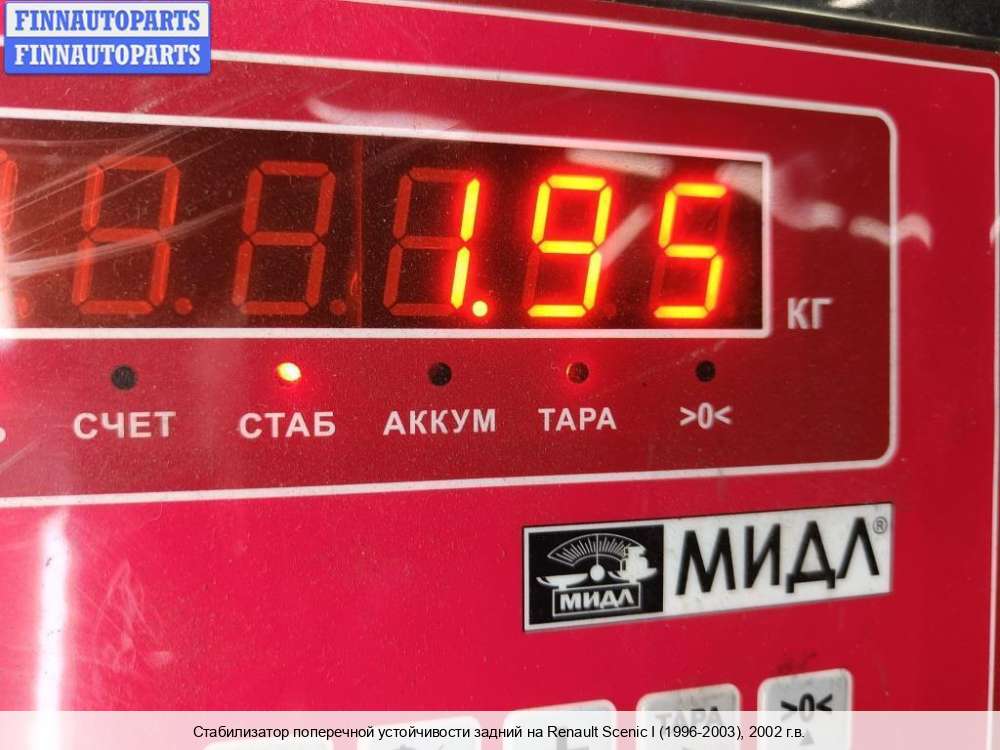 FINNAUTOPARTS
FINNAUTOPARTS
1.95
КГ
СЧЕТ СТАБ АККУМ ТАРА >0<
МИДЛ
МИДЛ®
ТАРА >0<
Стабилизатор поперечной устойчивости задний на Renault Scenic I (1996-2003), 2002 г.в.